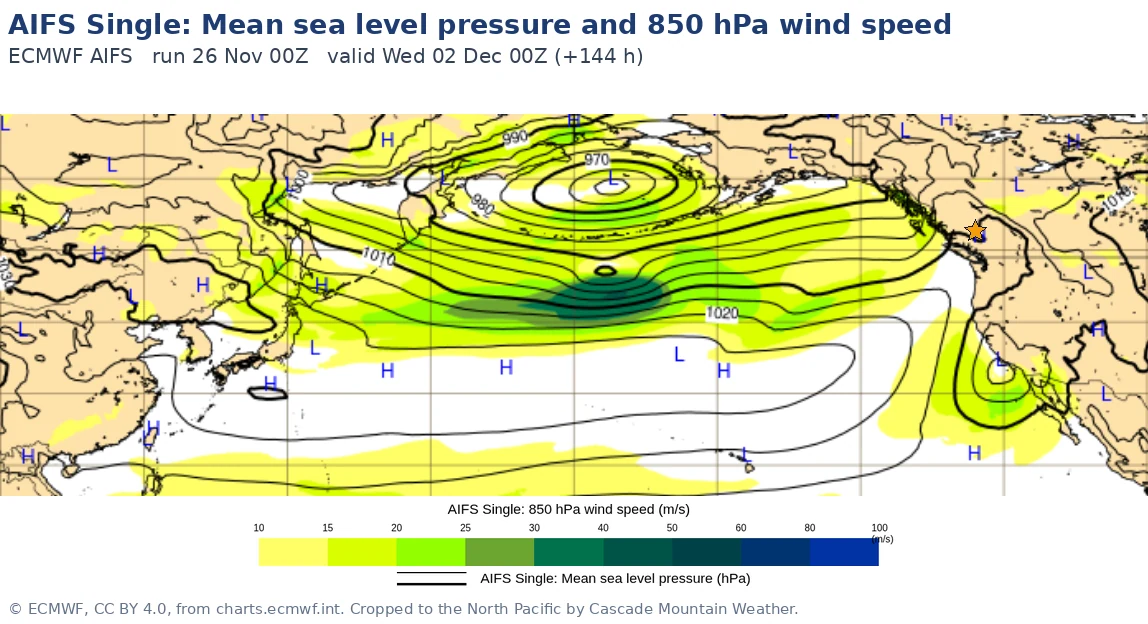 AIFS Single: Mean sea level pressure and 850 hPa wind speed
ECMWF AIFS run 26 Nov 00Z valid Wed 02 Dec 00Z (+144 h)
L H H H L H
990
H L L H
970
L L L L L
1000
980
1010
H
1010
H H L
1030
L
1020
L L L H
H H H H L L
H L
H L L H
H
AIFS Single: 850 hPa wind speed (m/s)
10 15 20 25 30 40 50 60 80 100
(m/s)
AIFS Single: Mean sea level pressure (hPa)
© ECMWF, CC BY 4.0, from charts.ecmwf.int. Cropped to the North Pacific by Cascade Mountain Weather.